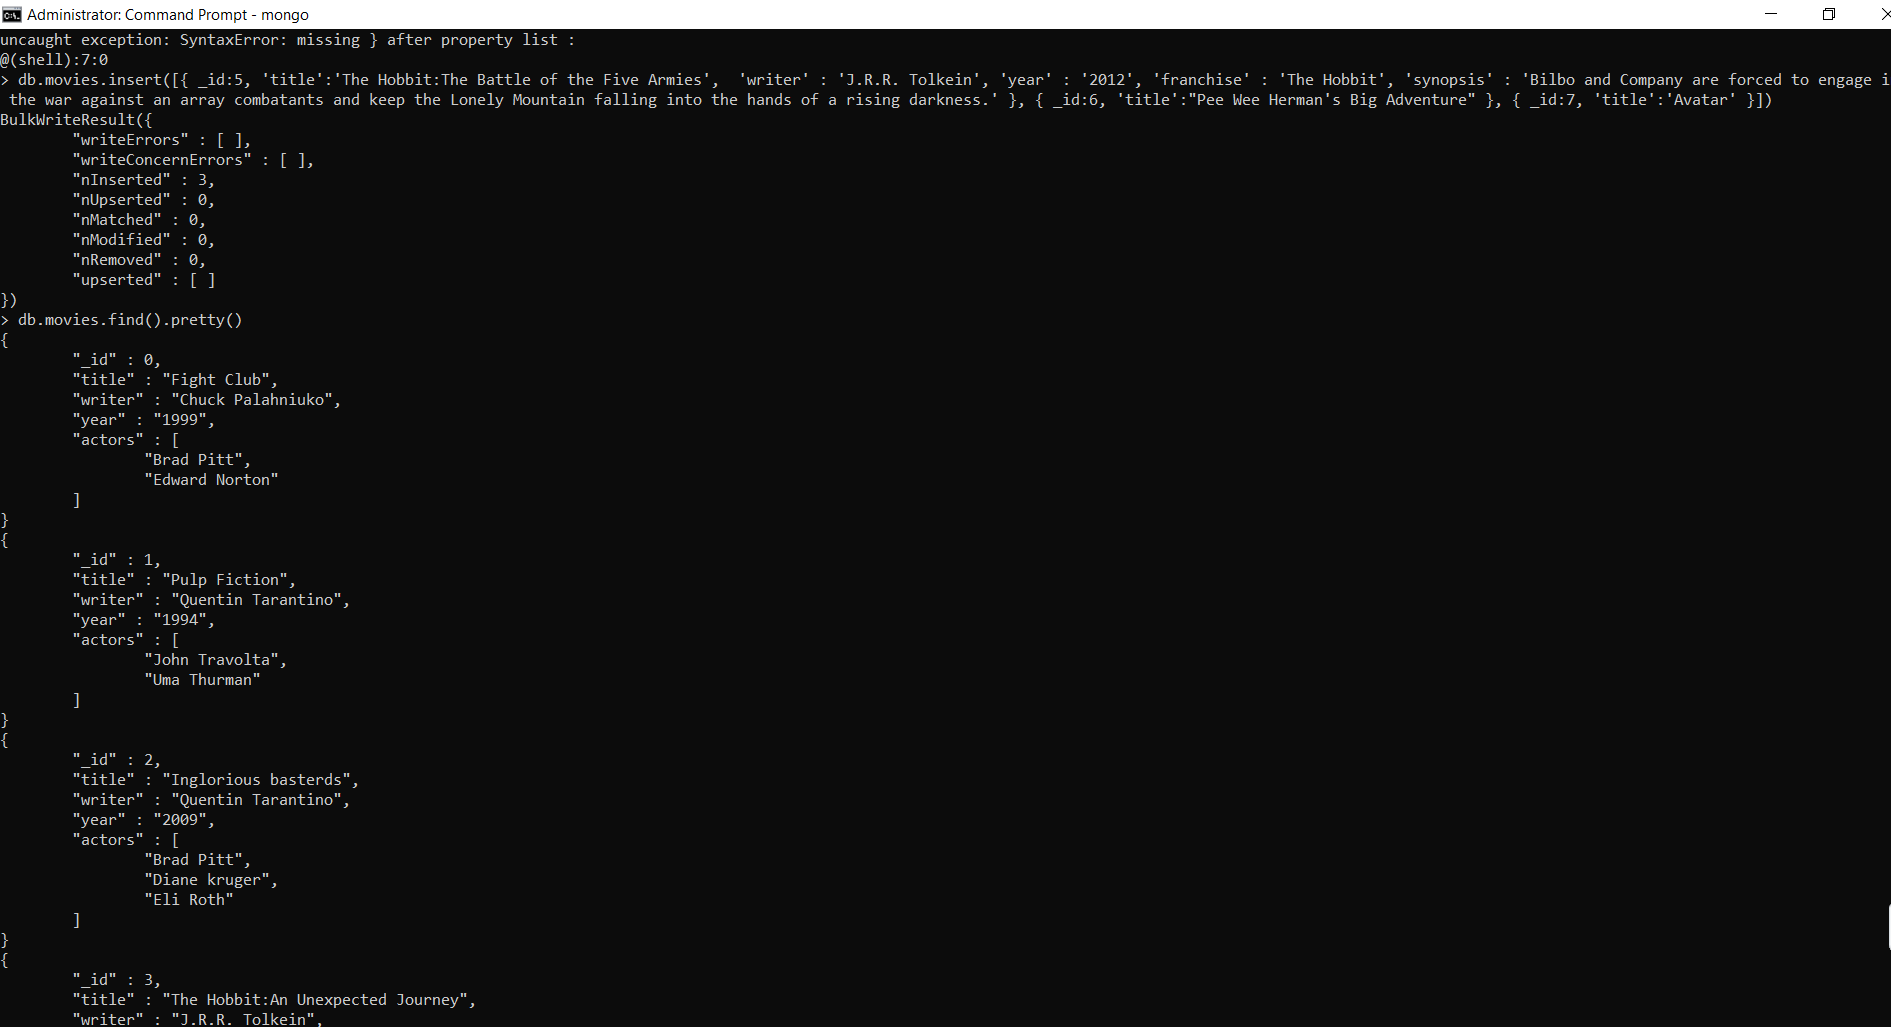 Administrator: Command Prompt - mongo
uncaught exception: SyntaxError: missing } after property list :
@(shell):7:0
> db.movies.insert([{ _id:5, 'title':'The Hobbit:The Battle of the Five Armies',  'writer' : 'J.R.R. Tolkein', 'year' : '2012', 'franchise' : 'The Hobbit', 'synopsis' : 'Bilbo and Company are forced to engage i
 the war against an array combatants and keep the Lonely Mountain falling into the hands of a rising darkness.' }, { _id:6, 'title':"Pee Wee Herman's Big Adventure" }, { _id:7, 'title':'Avatar' }])
BulkWriteResult({
        "writeErrors" : [ ],
        "writeConcernErrors" : [ ],
        "nInserted" : 3,
        "nUpserted" : 0,
        "nMatched" : 0,
        "nModified" : 0,
        "nRemoved" : 0,
        "upserted" : [ ]
})
> db.movies.find().pretty()
{
        "_id" : 0,
        "title" : "Fight Club",
        "writer" : "Chuck Palahniuko",
        "year" : "1999",
        "actors" : [
                "Brad Pitt",
                "Edward Norton"
        ]
}
{
        "_id" : 1,
        "title" : "Pulp Fiction",
        "writer" : "Quentin Tarantino",
        "year" : "1994",
        "actors" : [
                "John Travolta",
                "Uma Thurman"
        ]
}
{
        "_id" : 2,
        "title" : "Inglorious basterds",
        "writer" : "Quentin Tarantino",
        "year" : "2009",
        "actors" : [
                "Brad Pitt",
                "Diane kruger",
                "Eli Roth"
        ]
}
{
        "_id" : 3,
        "title" : "The Hobbit:An Unexpected Journey",
        "writer" : "J.R.R. Tolkein",